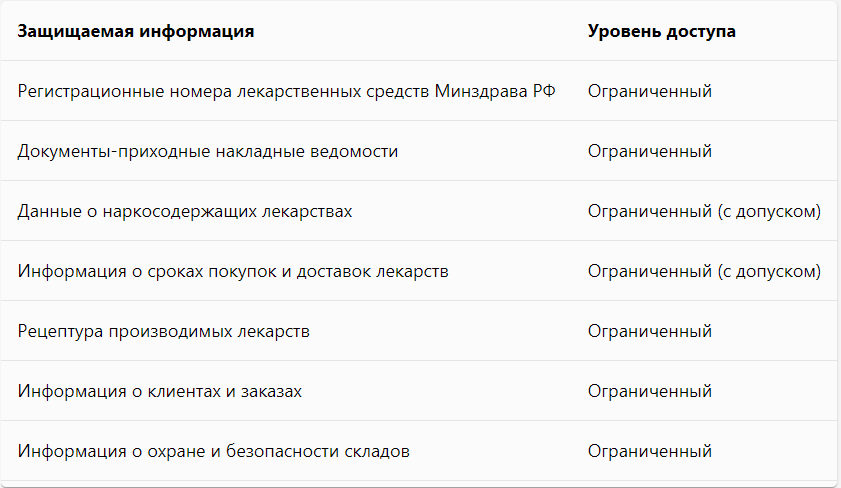 Защищаемая информация Уровень доступа
Регистрационные номера лекарственных средств Минздрава РФ Ограниченный
Документы-приходные накладные ведомости Ограниченный
Данные о наркосодержащих лекарствах Ограниченный (с допуском)
Информация о сроках покупок и доставок лекарств Ограниченный (с допуском)
Рецептура производимых лекарств Ограниченный
Информация о клиентах и заказах Ограниченный
Информация о охране и безопасности складов Ограниченный